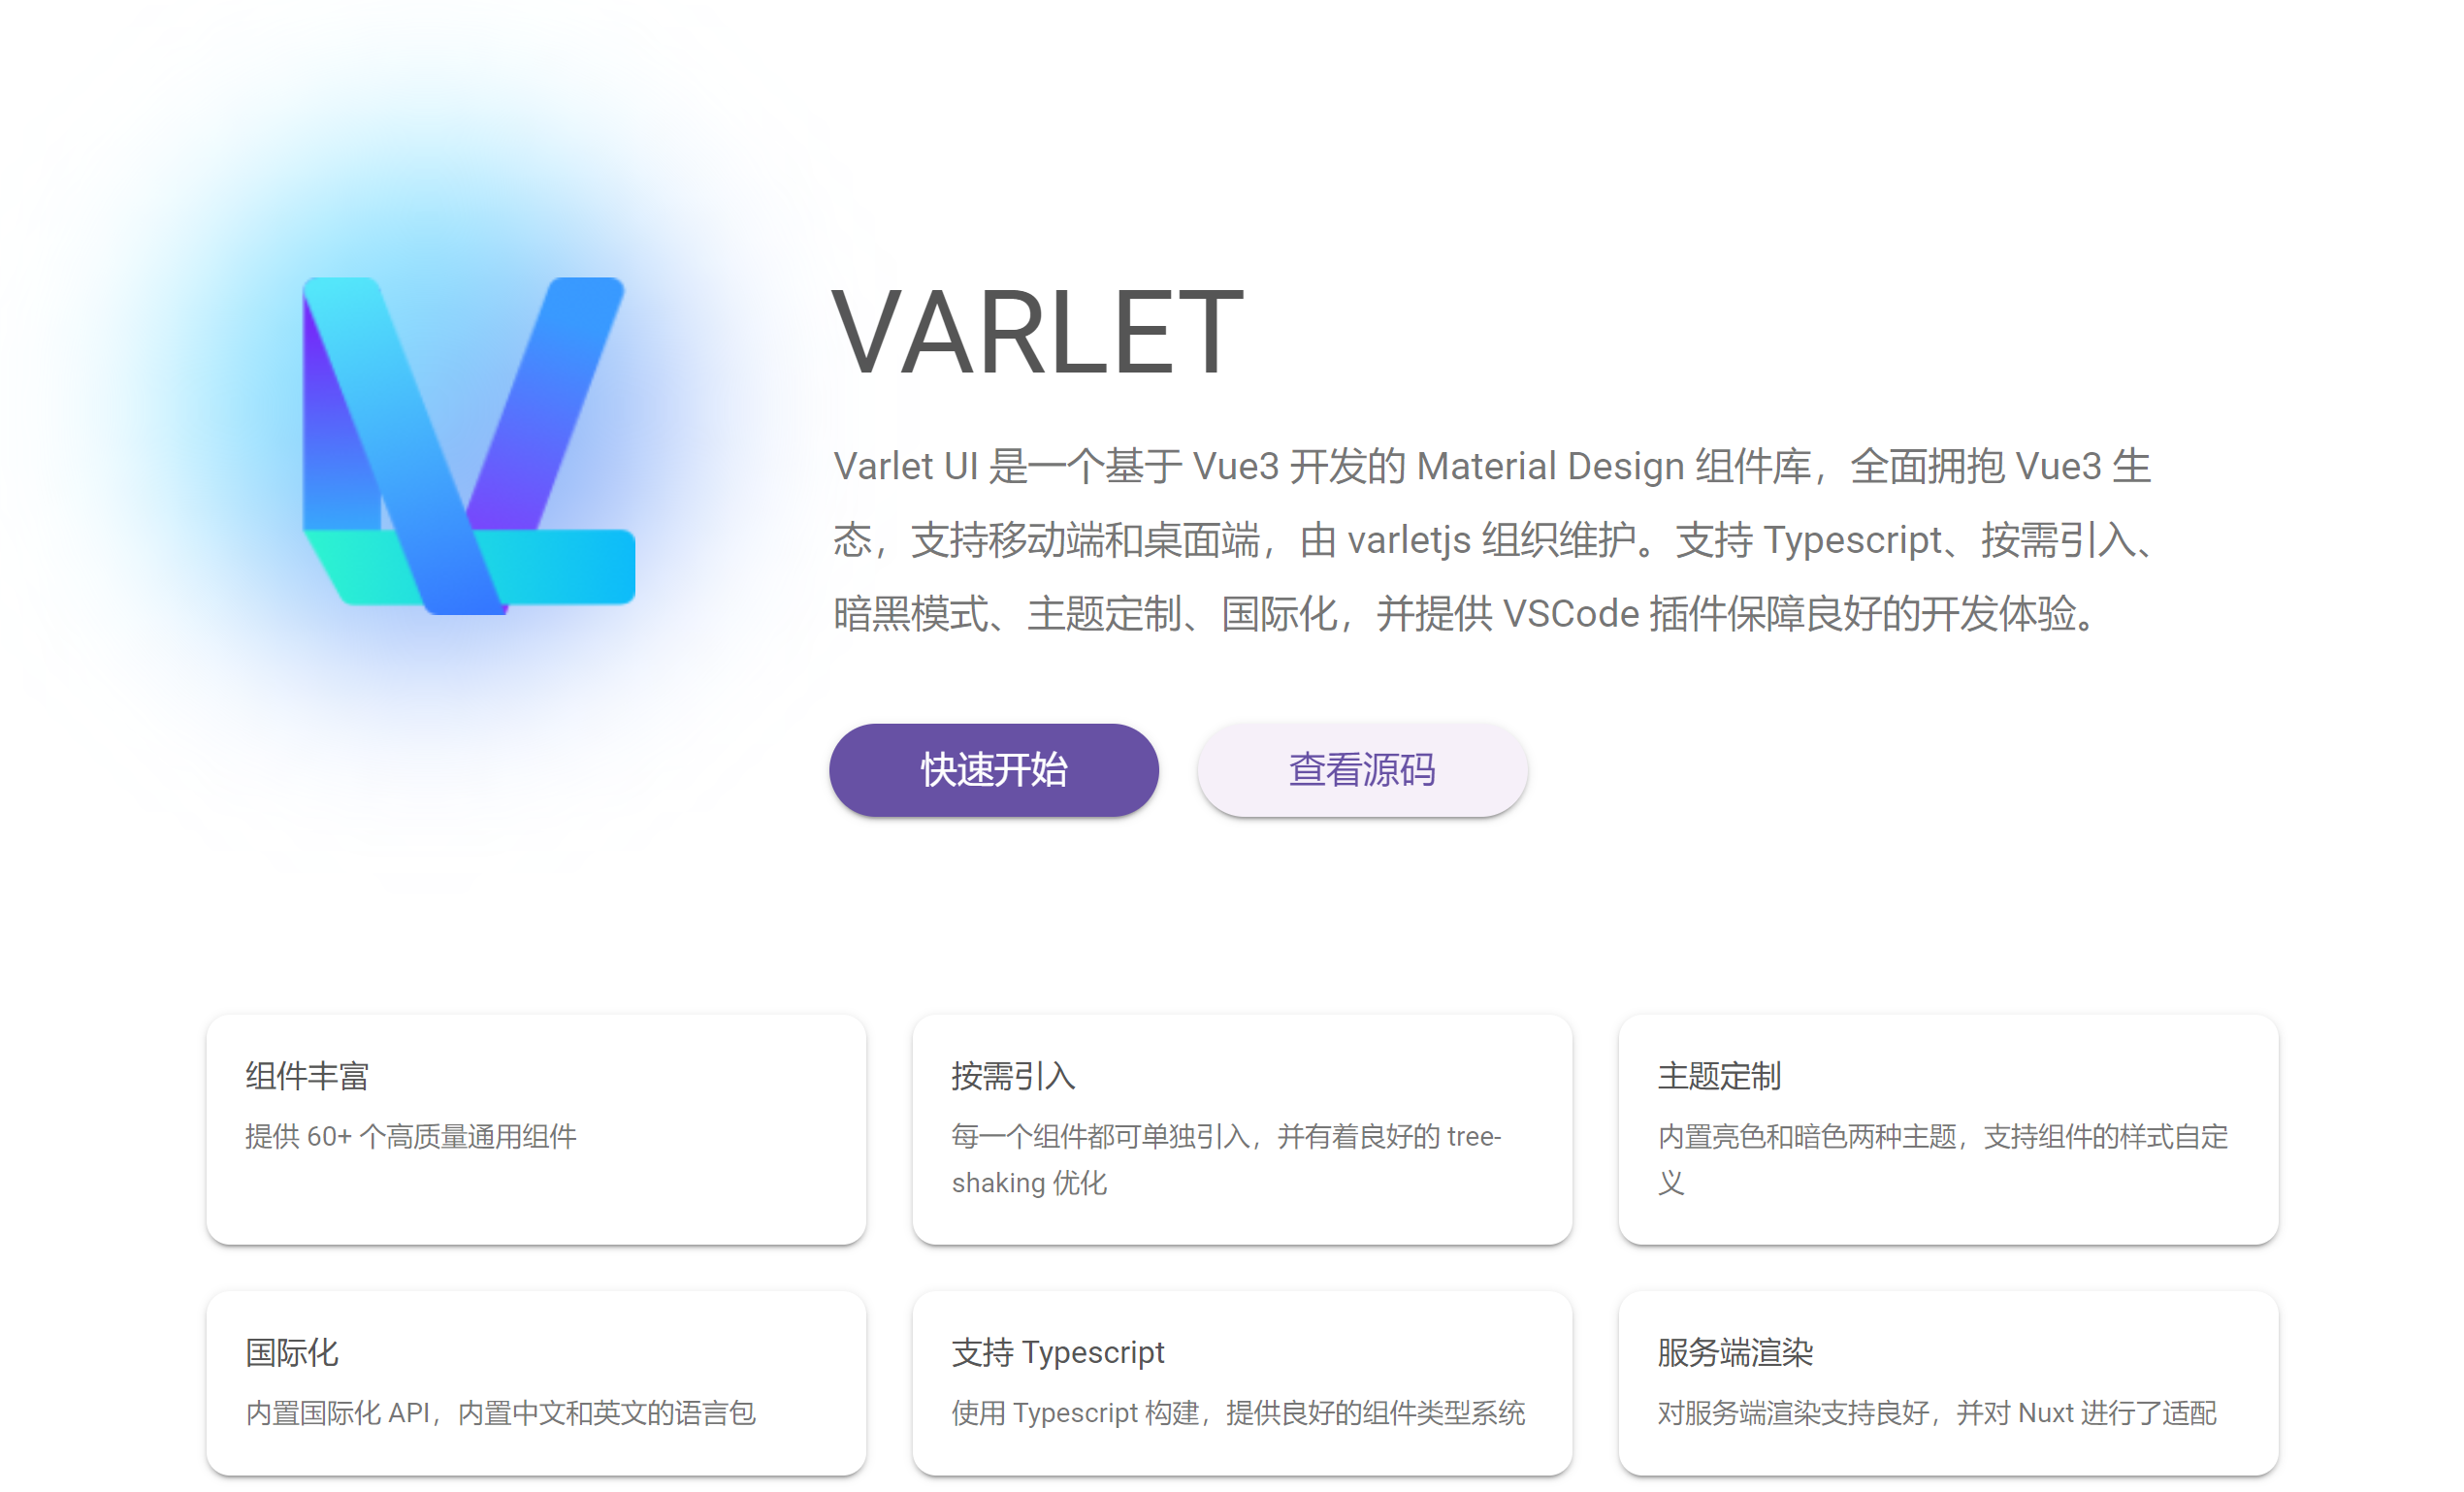 VARLET
Varlet UI 是一个基于 Vue3 开发的 Material Design 组件库，全面拥抱 Vue3 生
态，支持移动端和桌面端，由 varletjs 组织维护。支持 Typescript、按需引入、
暗黑模式、主题定制、国际化，并提供 VSCode 插件保障良好的开发体验。
快速开始
查看源码
组件丰富
提供 60+ 个高质量通用组件
按需引入
每一个组件都可单独引入，并有着良好的 tree-
shaking 优化
主题定制
内置亮色和暗色两种主题，支持组件的样式自定
义
国际化
内置国际化 API，内置中文和英文的语言包
支持 Typescript
使用 Typescript 构建，提供良好的组件类型系统
服务端渲染
对服务端渲染支持良好，并对 Nuxt 进行了适配